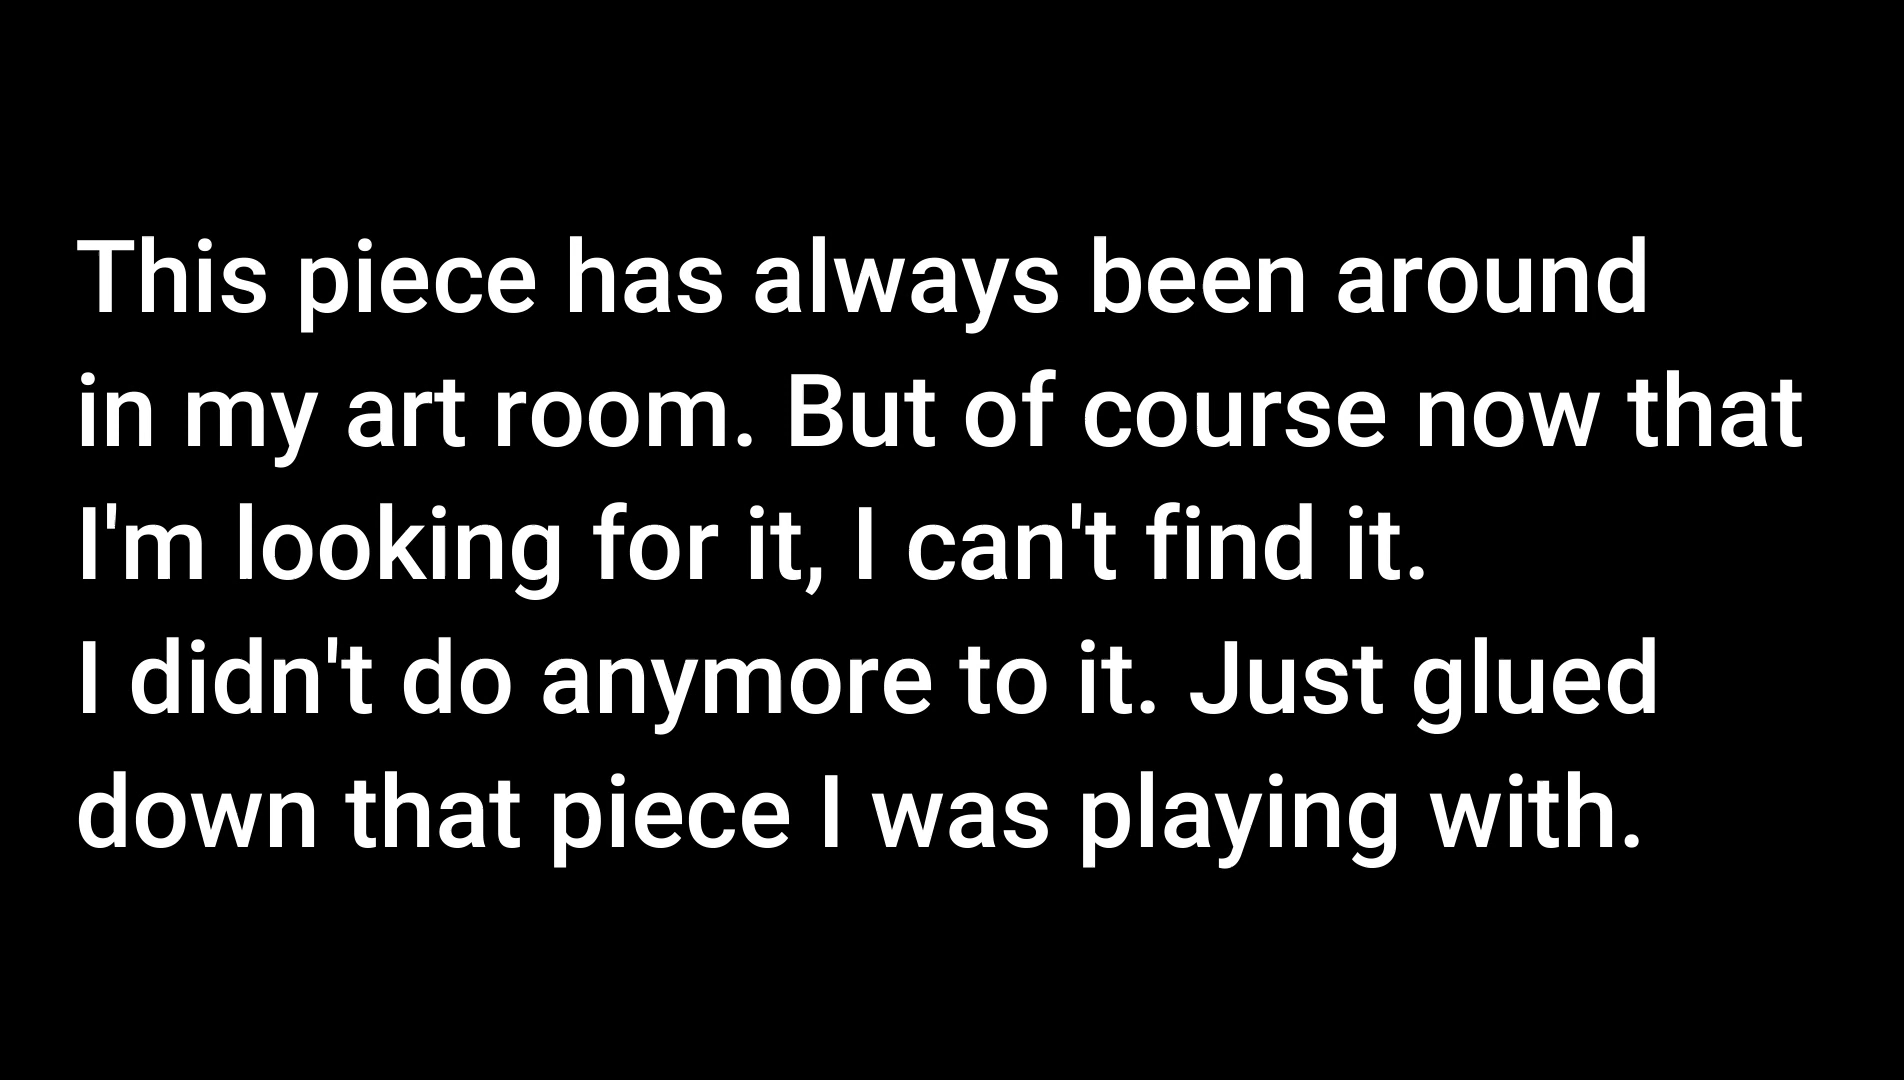 This piece has always been around
in my art room. But of course now that
I'm looking for it, I can't find it.
I didn't do anymore to it. Just glued
down that piece I was playing with.